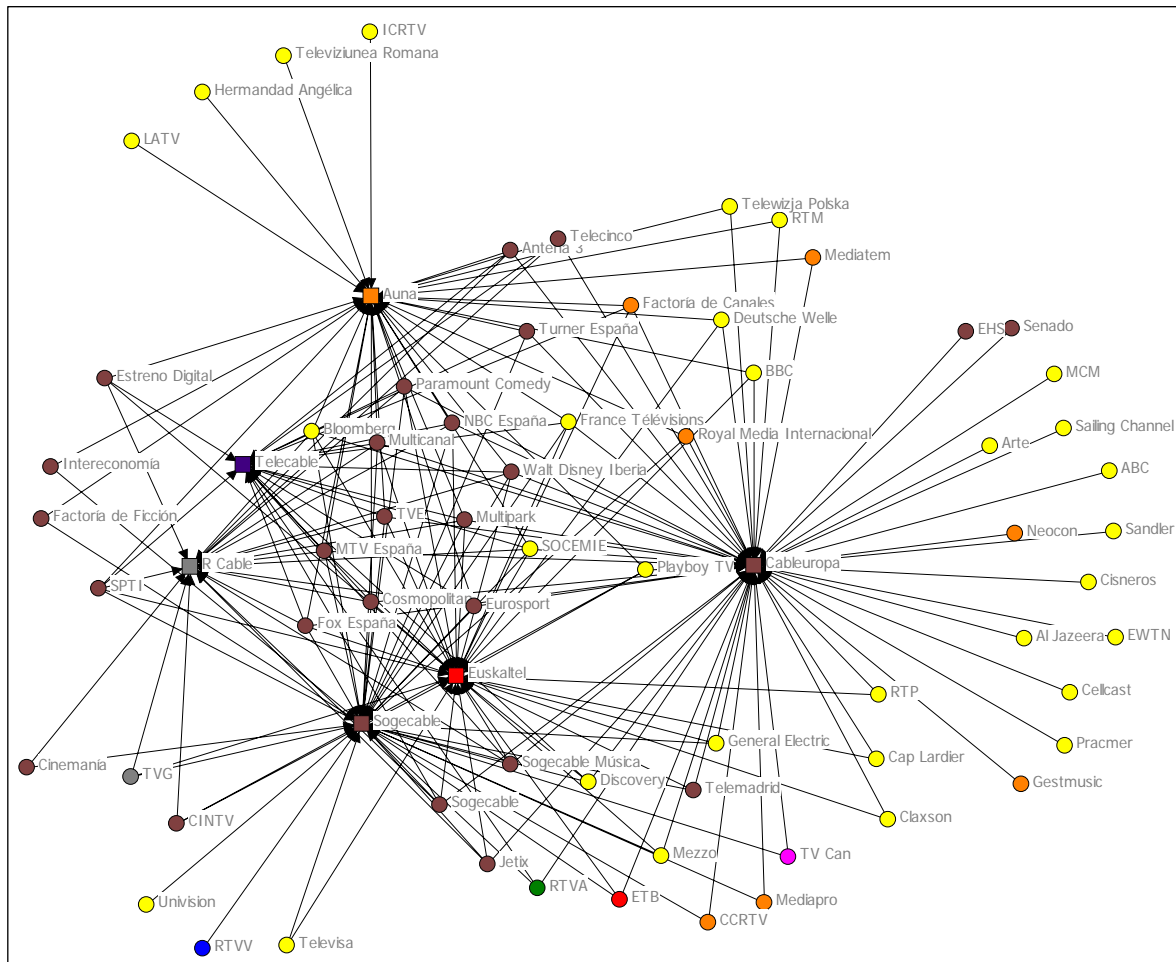 ICRTV
Televiziunea Romana
Hermandad Angélica
LATV
Telewizja Polska
RTM
Telecinco
Antena 3
Mediatem
Auna
Factoría de Canales
Deutsche Welle
Turner España
EHS
Senado
Estreno Digital
Paramount Comedy
BBC
MCM
NBC España
France Télévisions
Bloomberg
Multicanal
Royal Media Internacional
Sailing Channel
Arte
Intereconomía
Telecable
Walt Disney Iberia
ABC
Factoría de Ficción
TVE
Multipark
Neocon
Sandler
MTV España
SOCEMIE
R Cable
Playboy TV
Cableuropa
SPTI
Cisneros
Cosmopolitan
Eurosport
Fox España
Al Jazeera
EWTN
Euskaltel
RTP
Cellcast
Sogecable
General Electric
Pracmer
Cinemanía
TVG
Sogecable Música
Cap Lardier
Discovery
Telemadrid
Gestmusic
Sogecable
CINTV
Claxson
Jetix
Mezzo
TV Can
RTVA
Univision
ETB
Mediapro
CCRTV
RTVV
Televisa